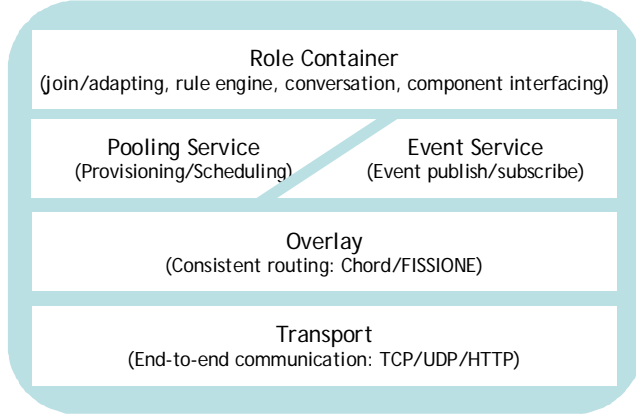 Role Container
(join/adapting, rule engine, conversation, component interfacing)
Pooling Service
(Provisioning/Scheduling)
Event Service
(Event publish/subscribe)
Overlay
(Consistent routing: Chord/FISSIONE)
Transport
(End-to-end communication: TCP/UDP/HTTP)